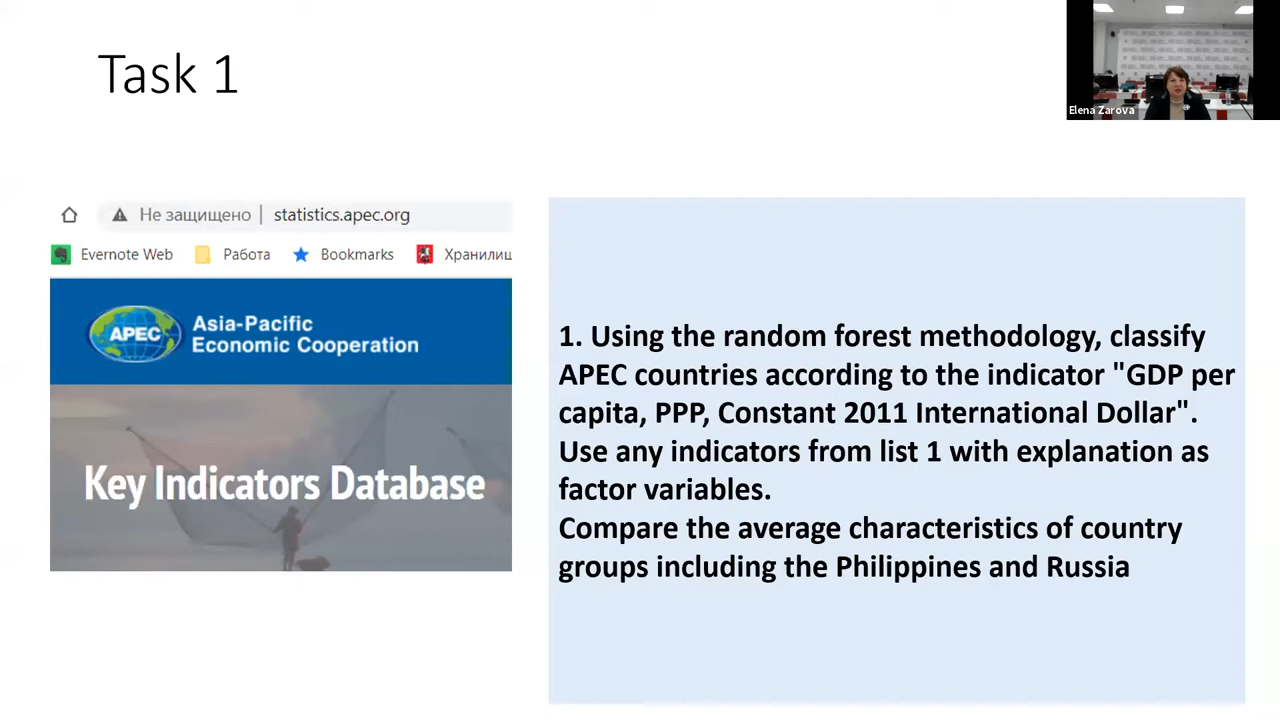 Task 1
Elena Zarova
Не защищено | statistics.apec.org
Evernote Web Работа Bookmarks Хранилищ
APEC
Asia-Pacific
Economic Cooperation
Key Indicators Database
1. Using the random forest methodology, classify
APEC countries according to the indicator "GDP per
capita, PPP, Constant 2011 International Dollar".
Use any indicators from list 1 with explanation as
factor variables.
Compare the average characteristics of country
groups including the Philippines and Russia